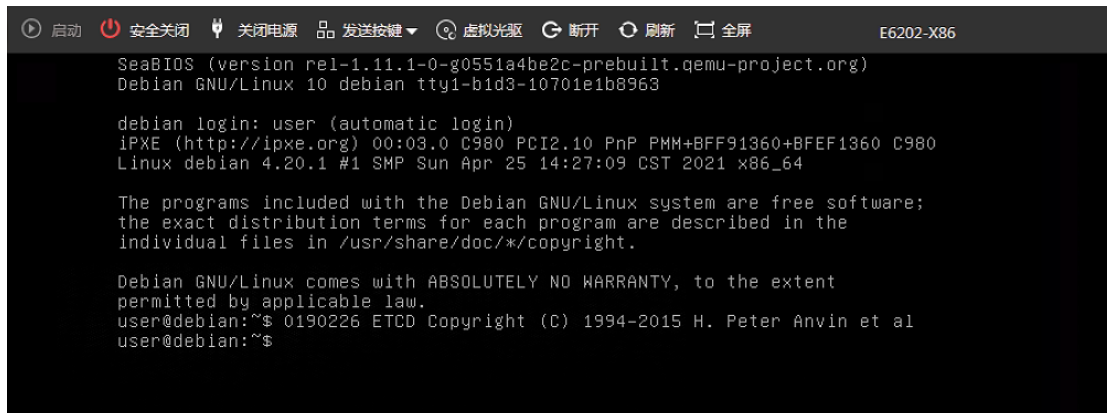 启动 安全关闭 关闭电源 发送按键 虚拟光驱 断开 刷新 全屏 E6202-X86
SeaBIOS (version rel-1.11.1-0-g0551a4be2c-prebuilt.qemu-project.org)
Debian GNU/Linux 10 debian tty1-b1d3-10701e1b8963
debian login: user (automatic login)
iPXE (http://ipxe.org) 00:03.0 C980 PCI2.10 PnP PMM+BFF91360+BFEF1360 C980
Linux debian 4.20.1 #1 SMP Sun Apr 25 14:27:09 CST 2021 x86_64
The programs included with the Debian GNU/Linux system are free software;
the exact distribution terms for each program are described in the
individual files in /usr/share/doc/*/copyright.
Debian GNU/Linux comes with ABSOLUTELY NO WARRANTY, to the extent
permitted by applicable law.
user@debian:~$ 0190226 ETCD Copyright (C) 1994-2015 H. Peter Anvin et al
user@debian:~$